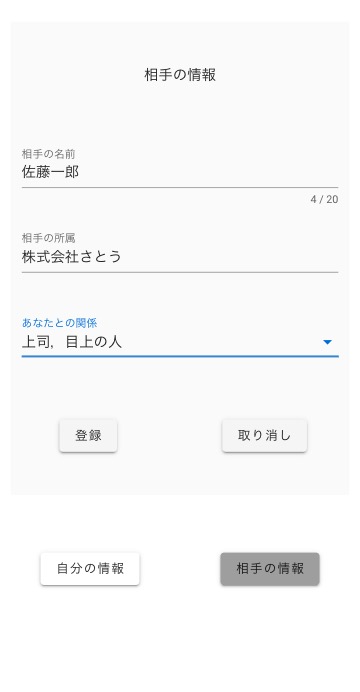 相手の情報
相手の名前
佐藤一郎
4 / 20
相手の所属
株式会社さとう
あなたとの関係
上司，目上の人
登録
取り消し
自分の情報
相手の情報